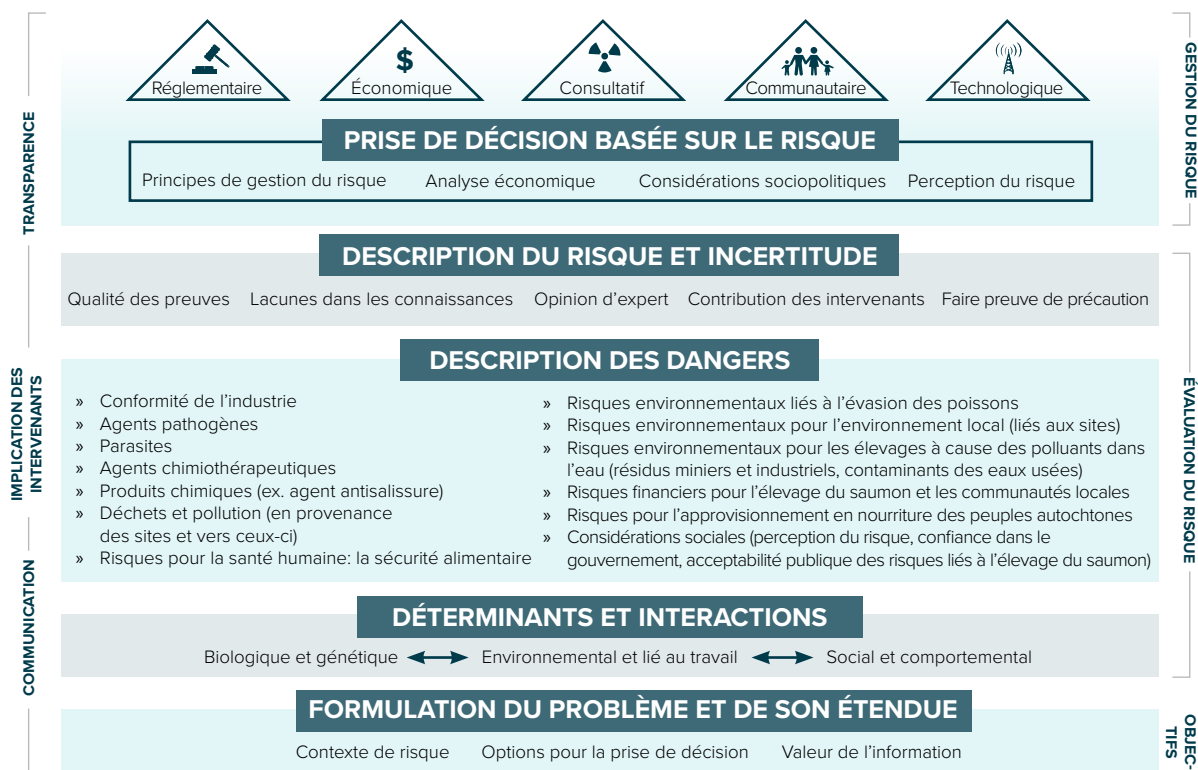 Réglementaire
$
Économique
Consultatif
Communautaire
Technologique
PRISE DE DÉCISION BASÉE SUR LE RISQUE
Principes de gestion du risque
Analyse économique
Considérations sociopolitiques
Perception du risque
DESCRIPTION DU RISQUE ET INCERTITUDE
Qualité des preuves
Lacunes dans les connaissances
Opinion d’expert
Contribution des intervenants
Faire preuve de précaution
DESCRIPTION DES DANGERS
» Conformité de l’industrie
» Agents pathogènes
» Parasites
» Agents chimiothérapeutiques
» Produits chimiques (ex. agent antisalissure)
» Déchets et pollution (en provenance
des sites et vers ceux-ci)
» Risques pour la santé humaine: la sécurité alimentaire
» Risques environnementaux liés à l’évasion des poissons
» Risques environnementaux pour l’environment local (liés aux sites)
» Risques environnementaux pour les élevages à cause des polluants dans
l’eau (résidus miniers et industriels, contaminants des eaux usées)
» Risques financiers pour l’élevage du saumon et les communautés locales
» Risques pour l’approvisionnement en nourriture des peuples autochtones
» Considérations sociales (perception du risque, confiance dans le
gouvernement, acceptabilité publique des risques liés à l’élevage du saumon)
DÉTERMINANTS ET INTERACTIONS
Biologique et génétique
Environnemental et lié au travail
Social et comportemental
FORMULATION DU PROBLÈME ET DE SON ÉTENDUE
Contexte de risque
Options pour la prise de décision
Valeur de l’information
TRANSPARENCE
IMPLICATION DES
INTERVENANTS
COMMUNICATION
GESTION DU RISQUE
ÉVALUATION DU RISQUE
OBJEC-
TIFS